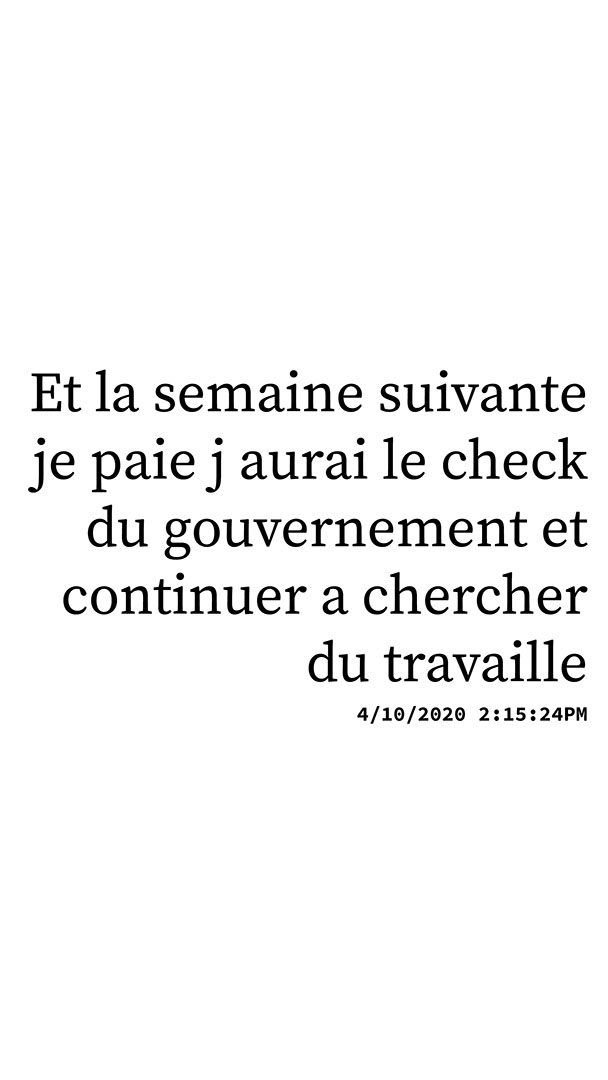 Et la semaine suivante
je paie j aurai le check
du gouvernement et
continuer a chercher
du travaille
4/10/2020 2:15:24PM